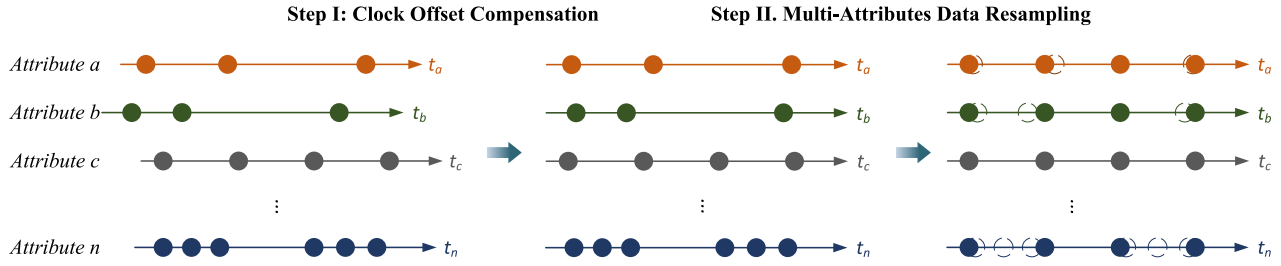 Step I: Clock Offset Compensation Step II. Multi-Attributes Data Resampling
Attribute a t_a t_a t_a
Attribute b t_b t_b t_b
Attribute c t_c t_c t_c
... ... ...
Attribute n t_n t_n t_n